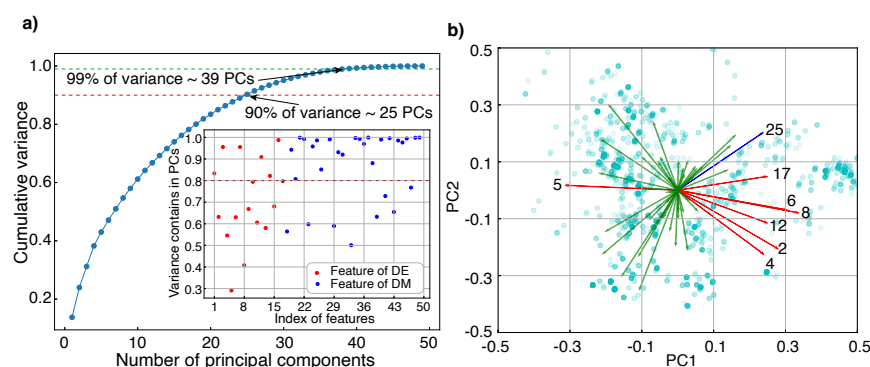 a)
Cumulative variance
1.0
0.8
0.6
0.4
0.2
99% of variance ~ 39 PCs
90% of variance ~ 25 PCs
Variance contains in PCs
1.0
0.9
0.8
0.7
0.6
0.5
0.4
0.3
Feature of DE
Feature of DM
1 8 15 22 29 36 43 49
Index of features
0 10 20 30 40 50
Number of principal components
b)
PC2
0.5
0.3
0.1
-0.1
-0.3
-0.5
25
17
5
6
8
12
2
4
-0.5 -0.3 -0.1 0.1 0.3 0.5
PC1